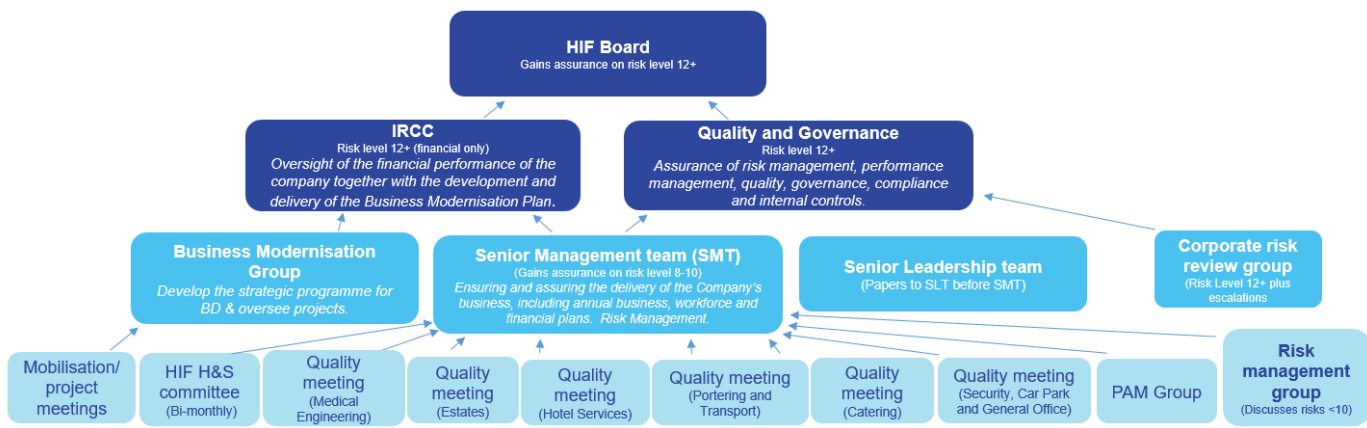 HIF Board
Gains assurance on risk level 12+
IRCC
Risk level 12+ (financial only)
Oversight of the financial performance of the
company together with the development and
delivery of the Business Modernisation Plan.
Quality and Governance
Risk level 12+
Assurance of risk management, performance
management, quality, governance, compliance
and internal controls.
Business Modernisation
Group
Develop the strategic programme for
BD & oversee projects.
Senior Management team (SMT)
(Gains assurance on risk level 8-10)
Ensuring and assuring the delivery of the Company's
business, including annual business, workforce and
financial plans. Risk Management.
Senior Leadership team
(Papers to SLT before SMT)
Corporate risk
review group
(Risk Level 12+ plus
escalations
Mobilisation/
project
meetings
HIF H&S
committee
(Bi-monthly)
Quality
meeting
(Medical
Engineering)
Quality
meeting
(Estates)
Quality
meeting
(Hotel Services)
Quality meeting
(Portering and
Transport)
Quality
meeting
(Catering)
Quality meeting
(Security, Car Park
and General Office)
PAM Group
Risk
management
group
(Discusses risks <10)